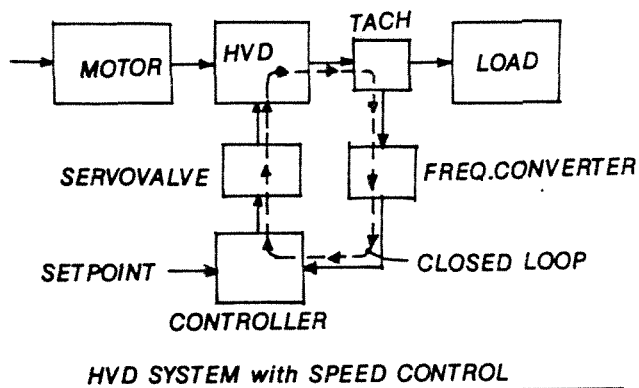 TACH
MOTOR
HVD
LOAD
SERVOVALVE
FREQ.CONVERTER
SETPOINT
CLOSED LOOP
CONTROLLER
HVD SYSTEM with SPEED CONTROL